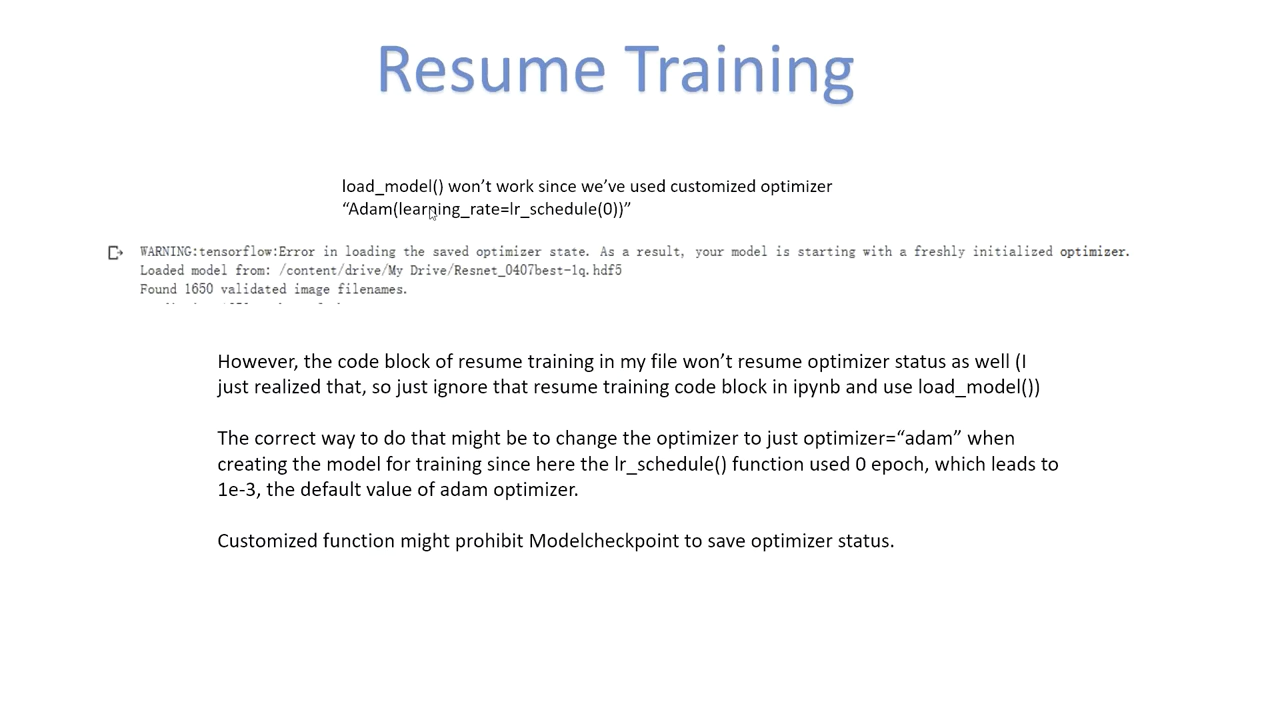 Resume Training
load_model() won’t work since we’ve used customized optimizer
“Adam(learning_rate=lr_schedule(0))”
WARNING:tensorflow:Error in loading the saved optimizer state. As a result, your model is starting with a freshly initialized optimizer.
Loaded model from: /content/drive/My Drive/Resnet_0407best-1q.hdf5
Found 1650 validated image filenames.
However, the code block of resume training in my file won’t resume optimizer status as well (I
just realized that, so just ignore that resume training code block in ipynb and use load_model())
The correct way to do that might be to change the optimizer to just optimizer=“adam” when
creating the model for training since here the lr_schedule() function used 0 epoch, which leads to
1e-3, the default value of adam optimizer.
Customized function might prohibit Modelcheckpoint to save optimizer status.